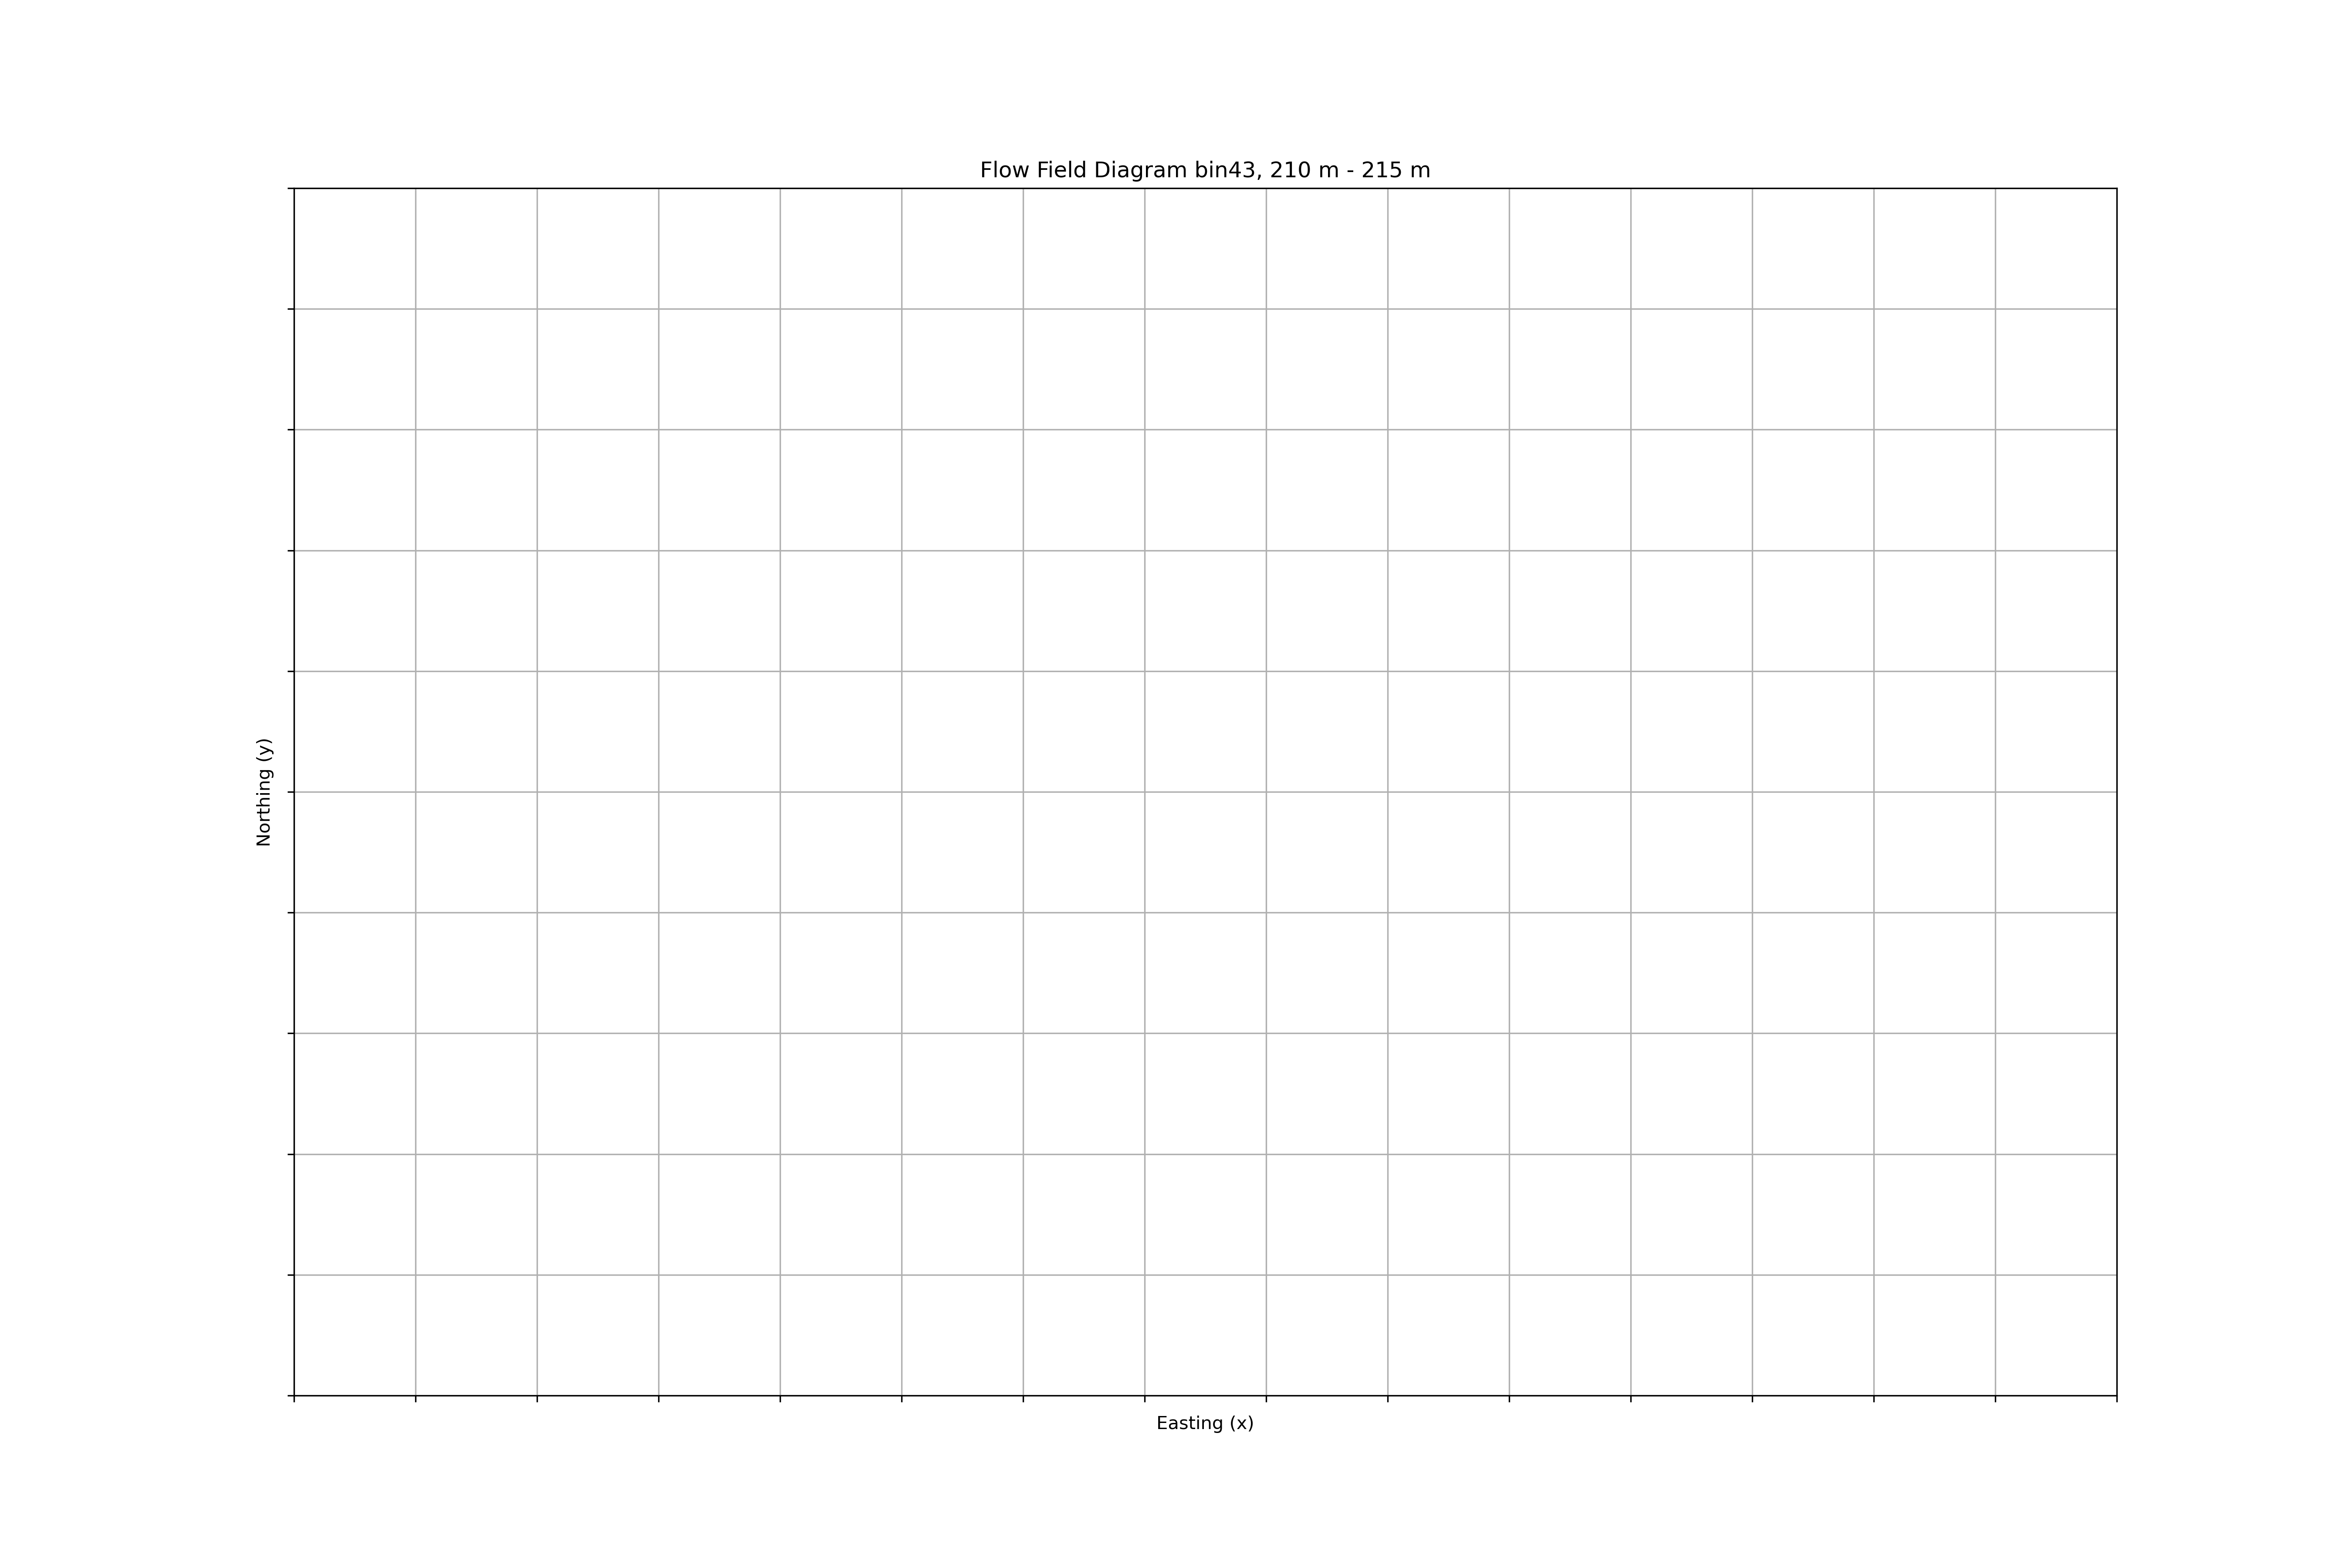 Flow Field Diagram bin43, 210 m - 215 m
Northing (y)
Easting (x)